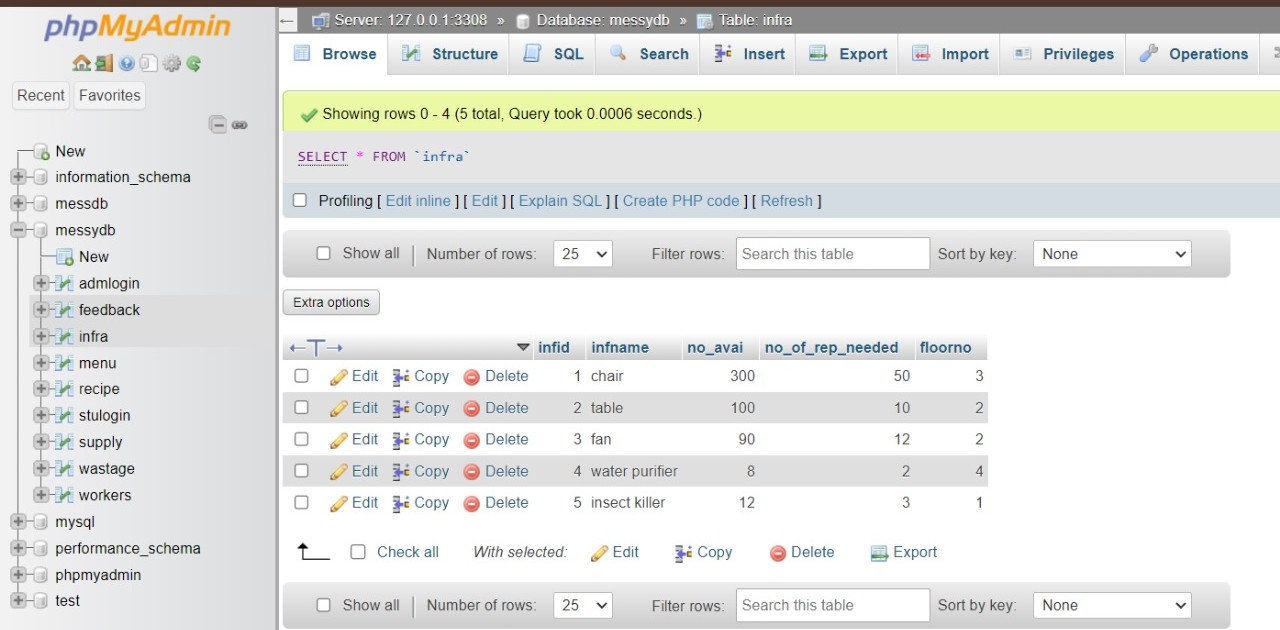 phpMyAdmin
Recent Favorites
New
information_schema
messdb
messydb
New
admlogin
feedback
infra
menu
recipe
stulogin
supply
wastage
workers
mysql
performance_schema
phpmyadmin
test
Server: 127.0.0.1:3308 » Database: messydb » Table: infra
Browse Structure SQL Search Insert Export Import Privileges Operations
Showing rows 0 - 4 (5 total, Query took 0.0006 seconds.)
SELECT * FROM `infra`
Profiling [ Edit inline ] [ Edit ] [ Explain SQL ] [ Create PHP code ] [ Refresh ]
Show all Number of rows: 25 Filter rows: Search this table Sort by key: None
Extra options
←T→ infid infname no_avai no_of_rep_needed floorno
Edit Copy Delete 1 chair 300 50 3
Edit Copy Delete 2 table 100 10 2
Edit Copy Delete 3 fan 90 12 2
Edit Copy Delete 4 water purifier 8 2 4
Edit Copy Delete 5 insect killer 12 3 1
Check all With selected: Edit Copy Delete Export
Show all Number of rows: 25 Filter rows: Search this table Sort by key: None